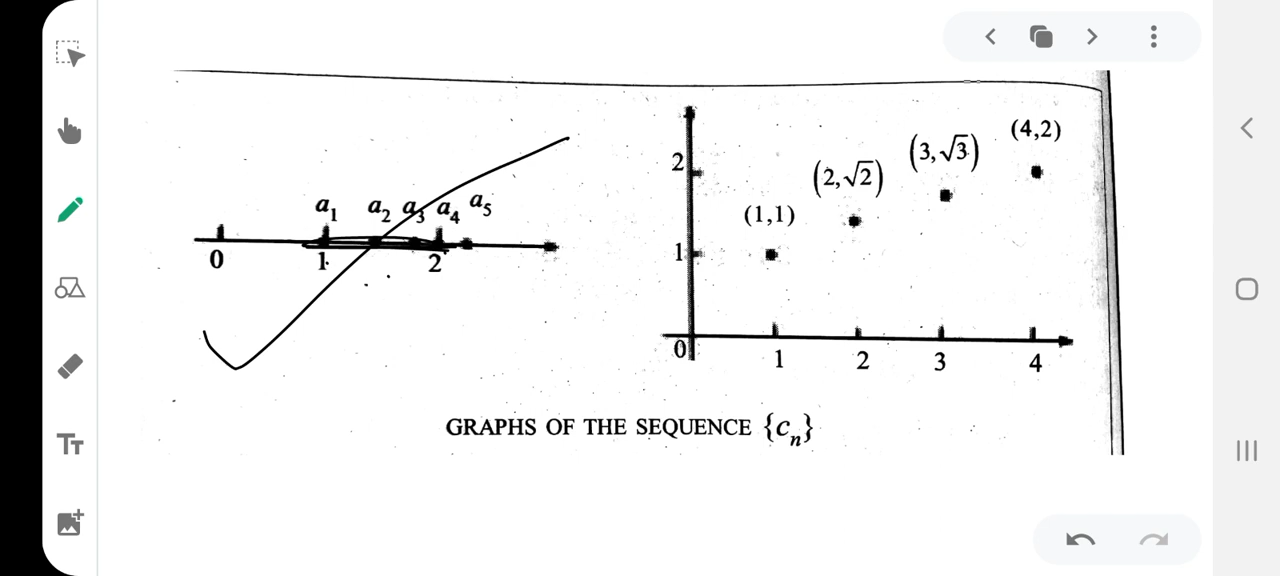 a₁ a₂ a₃ a₄ a₅
0 1 2
2
1
0
1 2 3 4
(1,1)
(2,√2)
(3,√3)
(4,2)
GRAPHS OF THE SEQUENCE {cₙ}
Tт